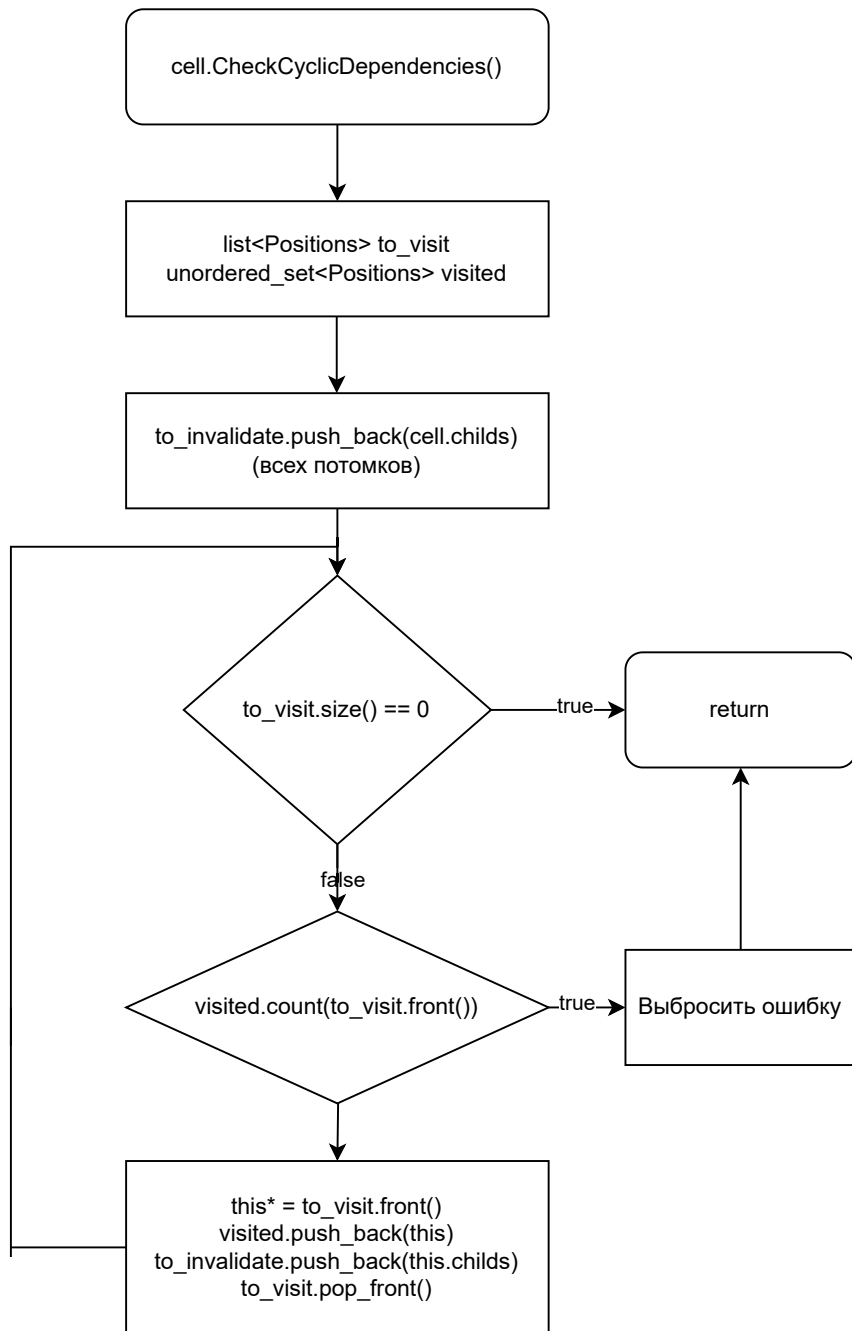 cell.CheckCyclicDependencies()
list<Positions> to_visit
unordered_set<Positions> visited
to_invalidate.push_back(cell.childs)
(всех потомков)
to_visit.size() == 0
true
return
false
visited.count(to_visit.front())
true
Выбросить ошибку
this* = to_visit.front()
visited.push_back(this)
to_invalidate.push_back(this.childs)
to_visit.pop_front()